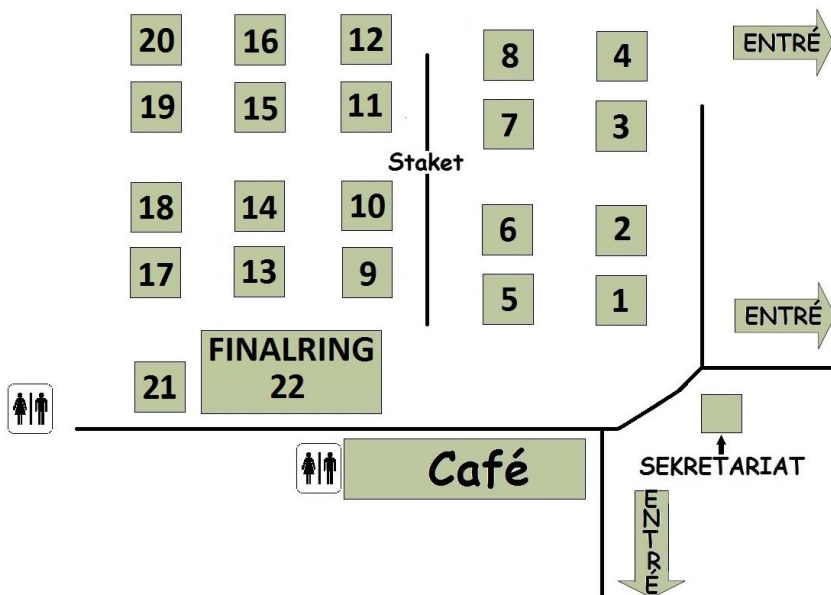 20 16 12 8 4 ENTRÉ
19 15 11 7 3
Staket
18 14 10 6 2
17 13 9 5 1 ENTRÉ
FINALRING
21 22
Café
SEKRETARIAT
ENTRÉ